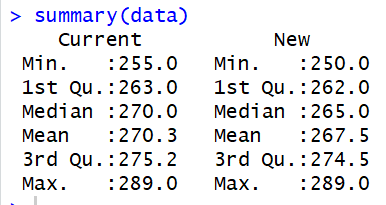 > summary(data)
Current New
Min. :255.0 Min. :250.0
1st Qu.:263.0 1st Qu.:262.0
Median :270.0 Median :265.0
Mean :270.3 Mean :267.5
3rd Qu.:275.2 3rd Qu.:274.5
Max. :289.0 Max. :289.0
>